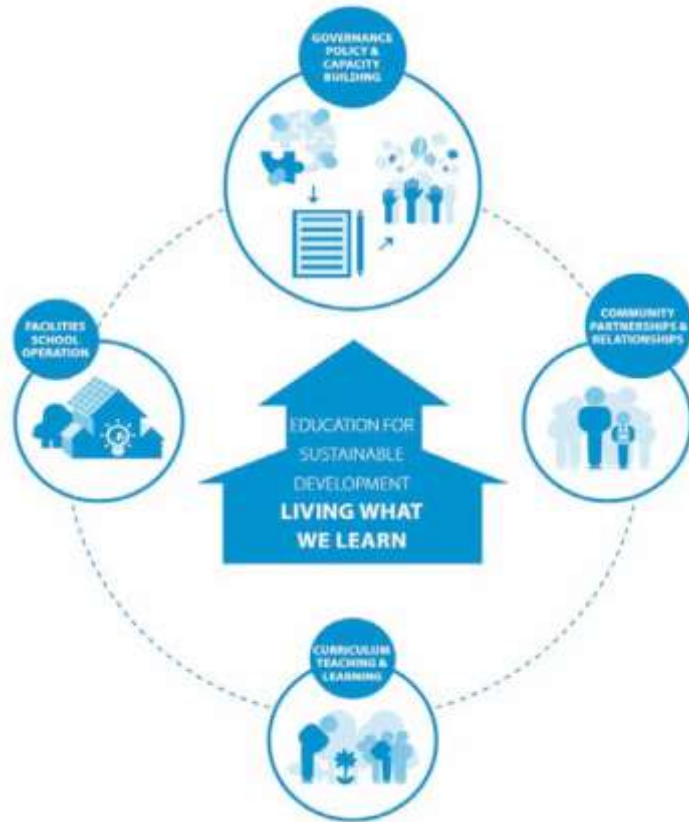 GOVERNANCE
POLICY &
CAPACITY
BUILDING
FACILITIES
SCHOOL
OPERATION
COMMUNITY
PARTNERSHIPS &
RELATIONSHIPS
EDUCATION FOR
SUSTAINABLE
DEVELOPMENT
LIVING WHAT
WE LEARN
CURRICULUM
TEACHING &
LEARNING